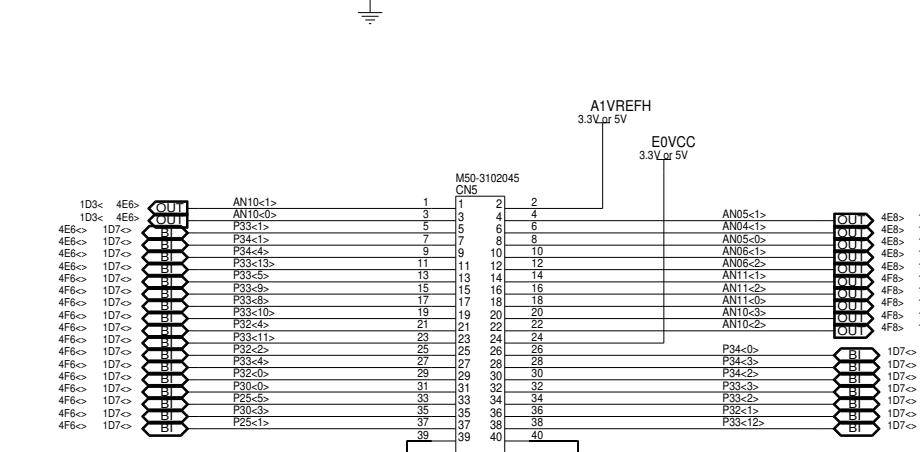 A1VREFH
3.3V or 5V
E0VCC
3.3V or 5V
M50-3102045
CN5
1D3< 4E6> OUT AN10<1> 1 1 2 2
1D3< 4E6> OUT AN10<0> 3 3 4 4 AN05<1> OUT 4E8>
4E6<> 1D7<> BI P33<1> 5 5 6 6 AN04<1> OUT 4E8>
4E6<> 1D7<> BI P34<1> 7 7 8 8 AN05<0> OUT 4E8>
4E6<> 1D7<> BI P34<4> 9 9 10 10 AN06<1> OUT 4E8>
4E6<> 1D7<> BI P33<13> 11 11 12 12 AN06<2> OUT 4E8>
4F6<> 1D7<> BI P33<5> 13 13 14 14 AN11<1> OUT 4F8>
4F6<> 1D7<> BI P33<9> 15 15 16 16 AN11<2> OUT 4F8>
4F6<> 1D7<> BI P33<8> 17 17 18 18 AN11<0> OUT 4F8>
4F6<> 1D7<> BI P33<10> 19 19 20 20 AN10<3> OUT 4F8>
4F6<> 1D7<> BI P32<4> 21 21 22 22 AN10<2> OUT 4F8>
4F6<> 1D7<> BI P33<11> 23 23 24 24
4F6<> 1D7<> BI P32<2> 25 25 26 26 P34<0> BI 1D7<>
4F6<> 1D7<> BI P33<4> 27 27 28 28 P34<3> BI 1D7<>
4F6<> 1D7<> BI P32<0> 29 29 30 30 P34<2> BI 1D7<>
4F6<> 1D7<> BI P30<0> 31 31 32 32 P33<3> BI 1D7<>
4F6<> 1D7<> BI P25<5> 33 33 34 34 P33<2> BI 1D7<>
4F6<> 1D7<> BI P30<3> 35 35 36 36 P32<1> BI 1D7<>
4F6<> 1D7<> BI P25<1> 37 37 38 38 P33<12> BI 1D7<>
39 39 40 40